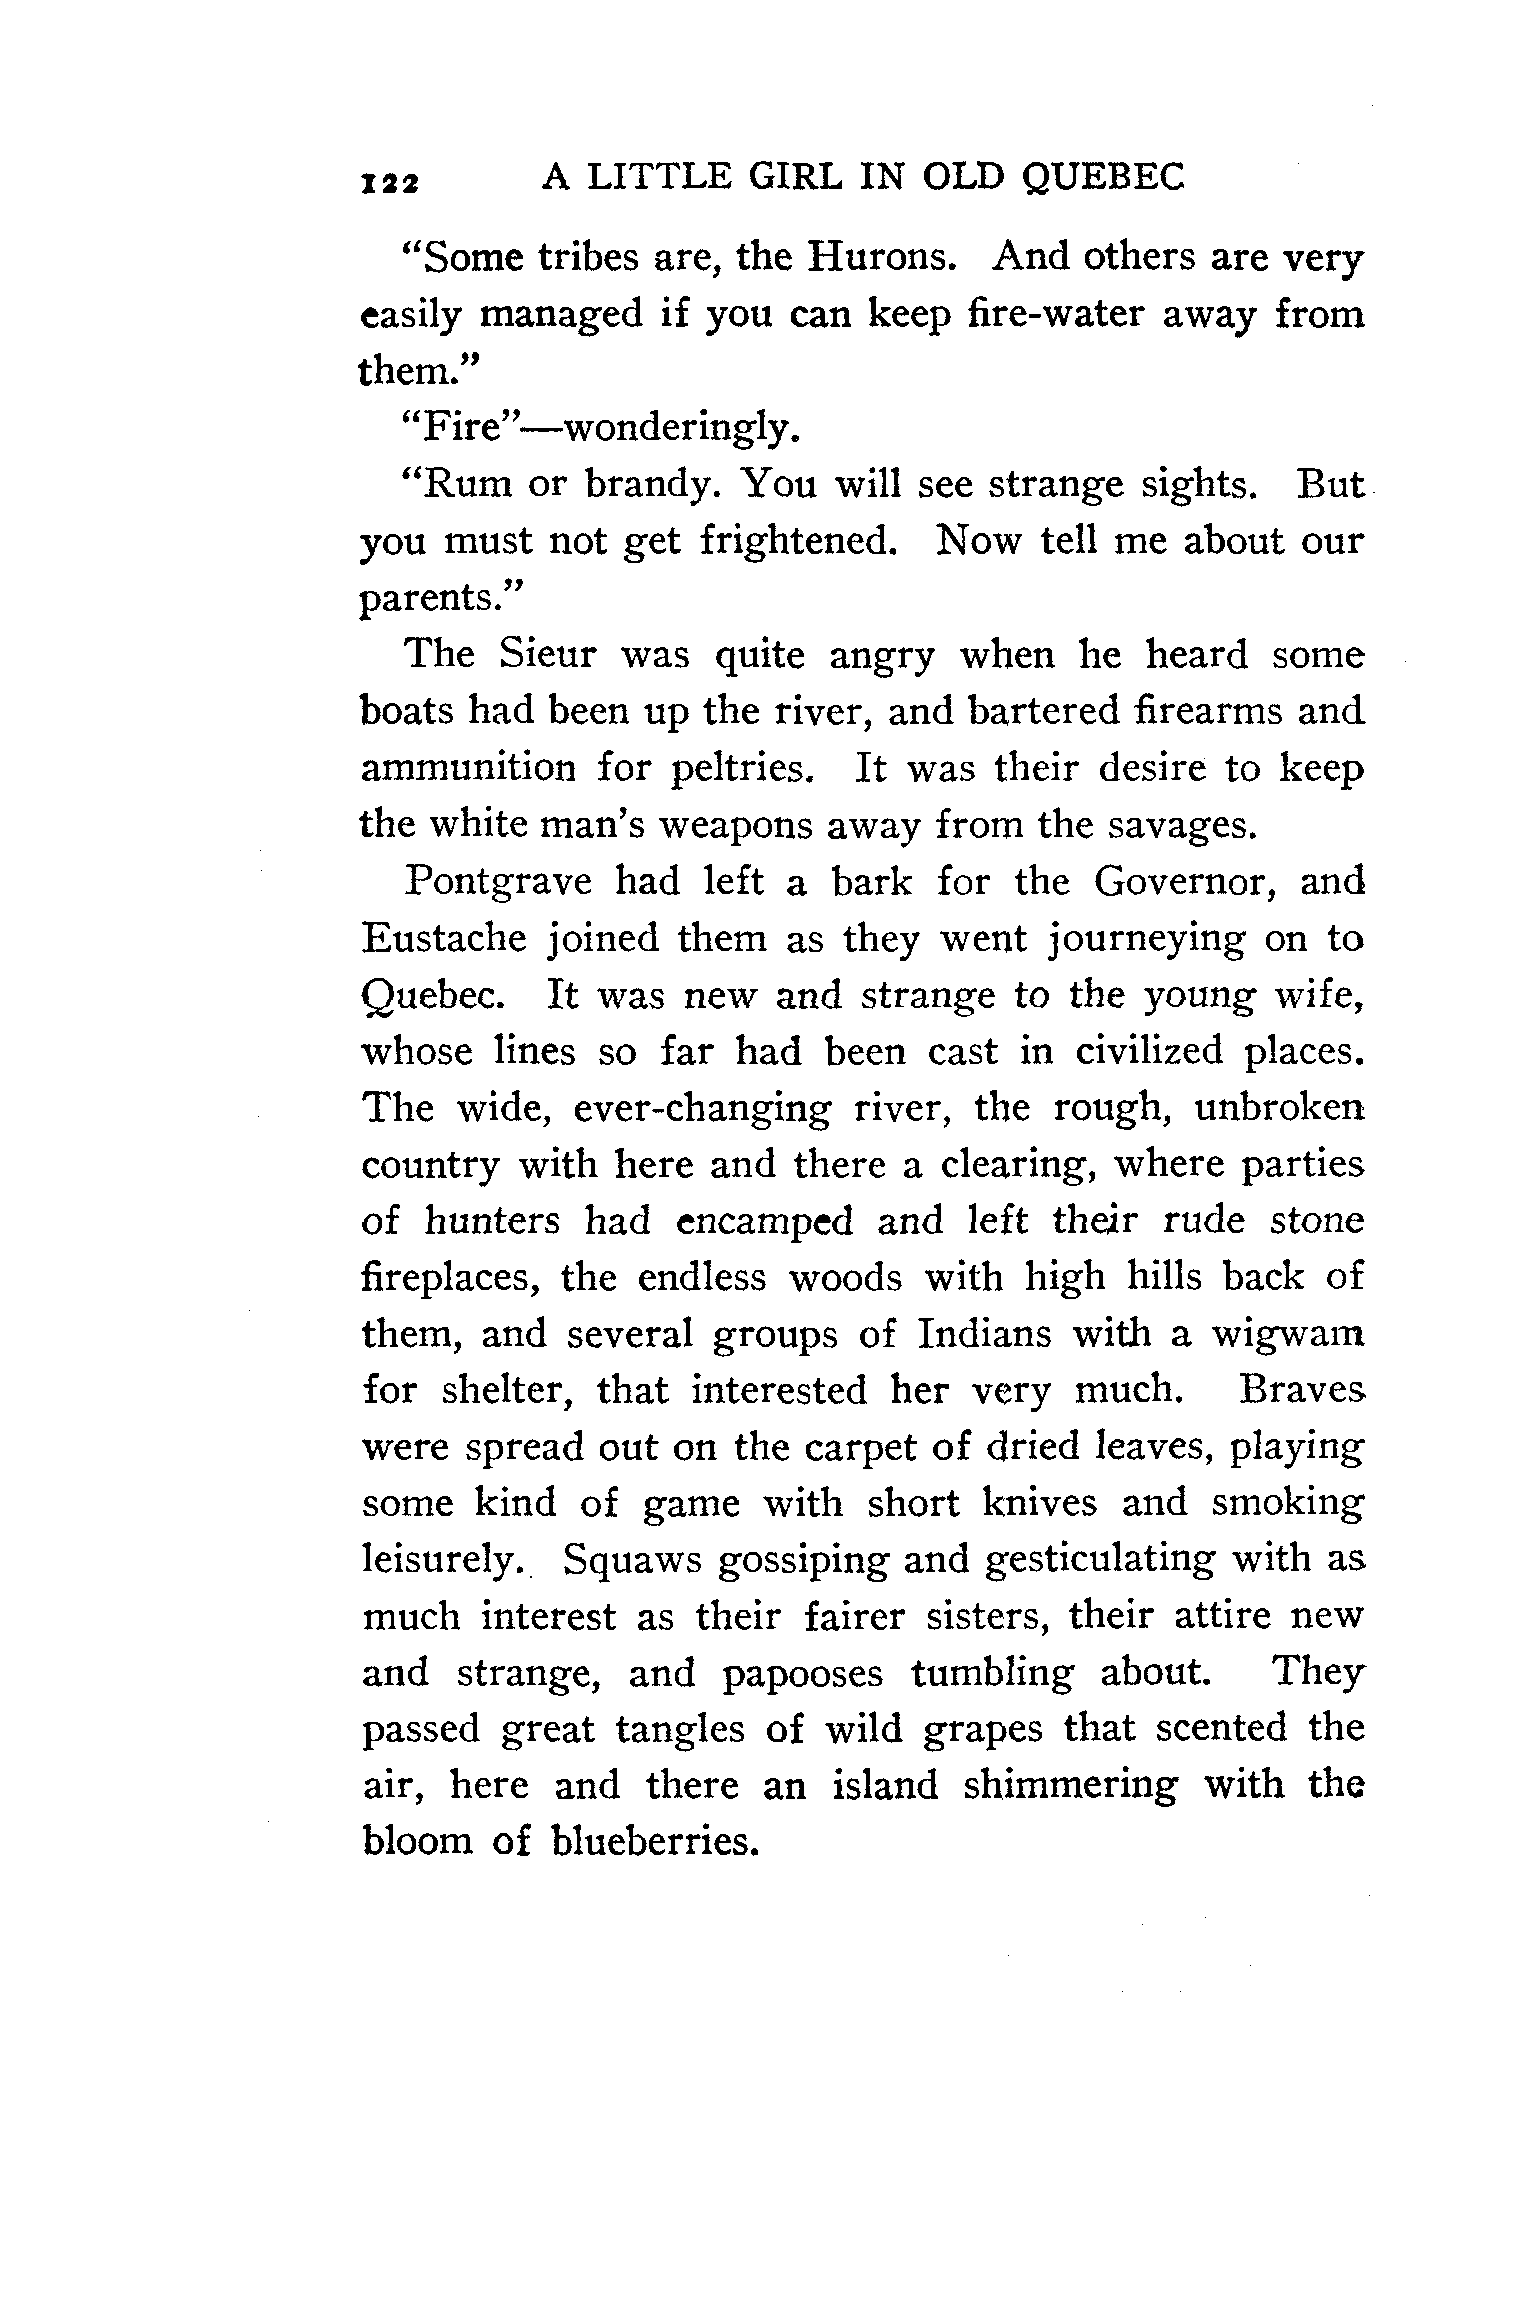 122 A LITTLE GIRL IN OLD QUEBEC
“Some tribes are, the Hurons. And others are very
easily managed if you can keep fire-water away from
them.”
“Fire”—wonderingly.
“Rum or brandy. You will see strange sights. But
you must not get frightened. Now tell me about our
parents.”
The Sieur was quite angry when he heard some
boats had been up the river, and bartered firearms and
ammunition for peltries. It was their desire to keep
the white man’s weapons away from the savages.
Pontgrave had left a bark for the Governor, and
Eustache joined them as they went journeying on to
Quebec. It was new and strange to the young wife,
whose lines so far had been cast in civilized places.
The wide, ever-changing river, the rough, unbroken
country with here and there a clearing, where parties
of hunters had encamped and left their rude stone
fireplaces, the endless woods with high hills back of
them, and several groups of Indians with a wigwam
for shelter, that interested her very much. Braves
were spread out on the carpet of dried leaves, playing
some kind of game with short knives and smoking
leisurely. Squaws gossiping and gesticulating with as
much interest as their fairer sisters, their attire new
and strange, and papooses tumbling about. They
passed great tangles of wild grapes that scented the
air, here and there an island shimmering with the
bloom of blueberries.